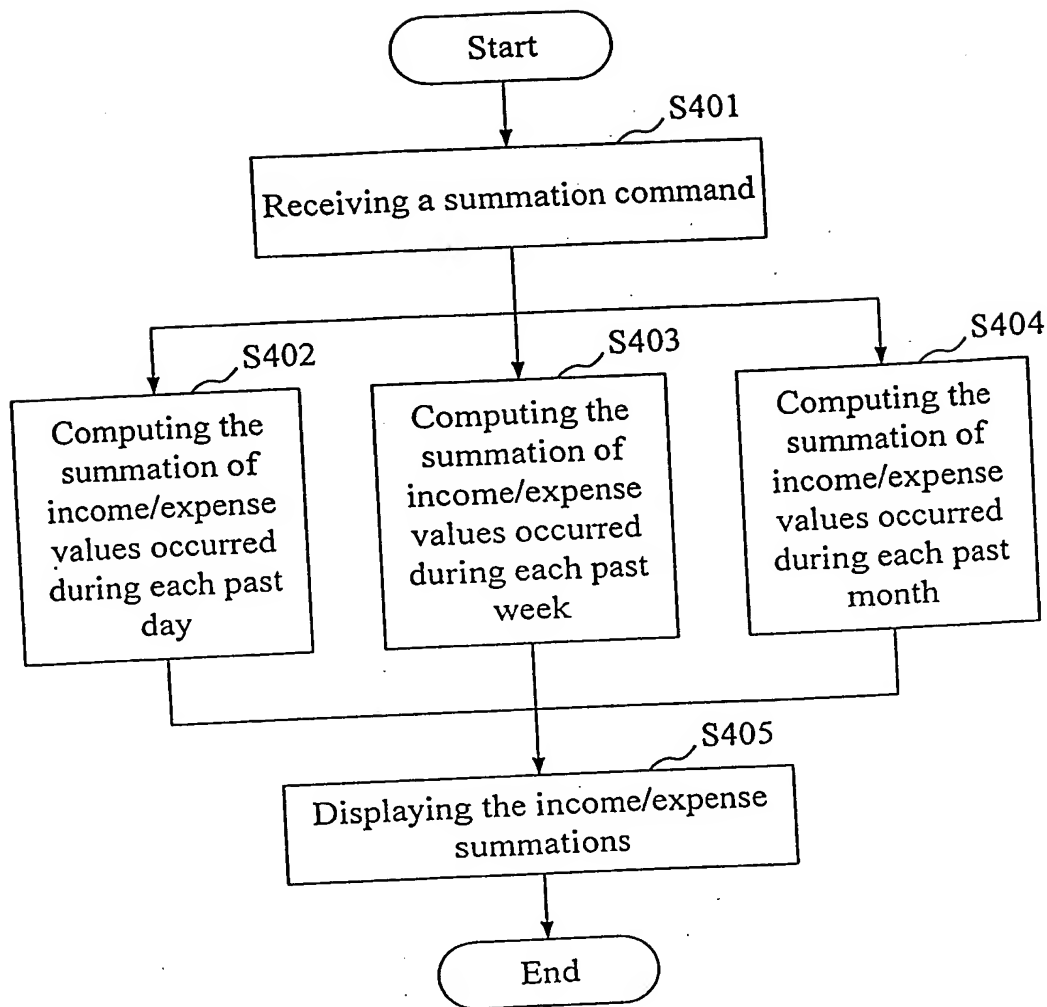 Start
S401
Receiving a summation command
S402
Computing the
summation of
income/expense
values occurred
during each past
day
S403
Computing the
summation of
income/expense
values occurred
during each past
week
S404
Computing the
summation of
income/expense
values occurred
during each past
month
S405
Displaying the income/expense
summations
End